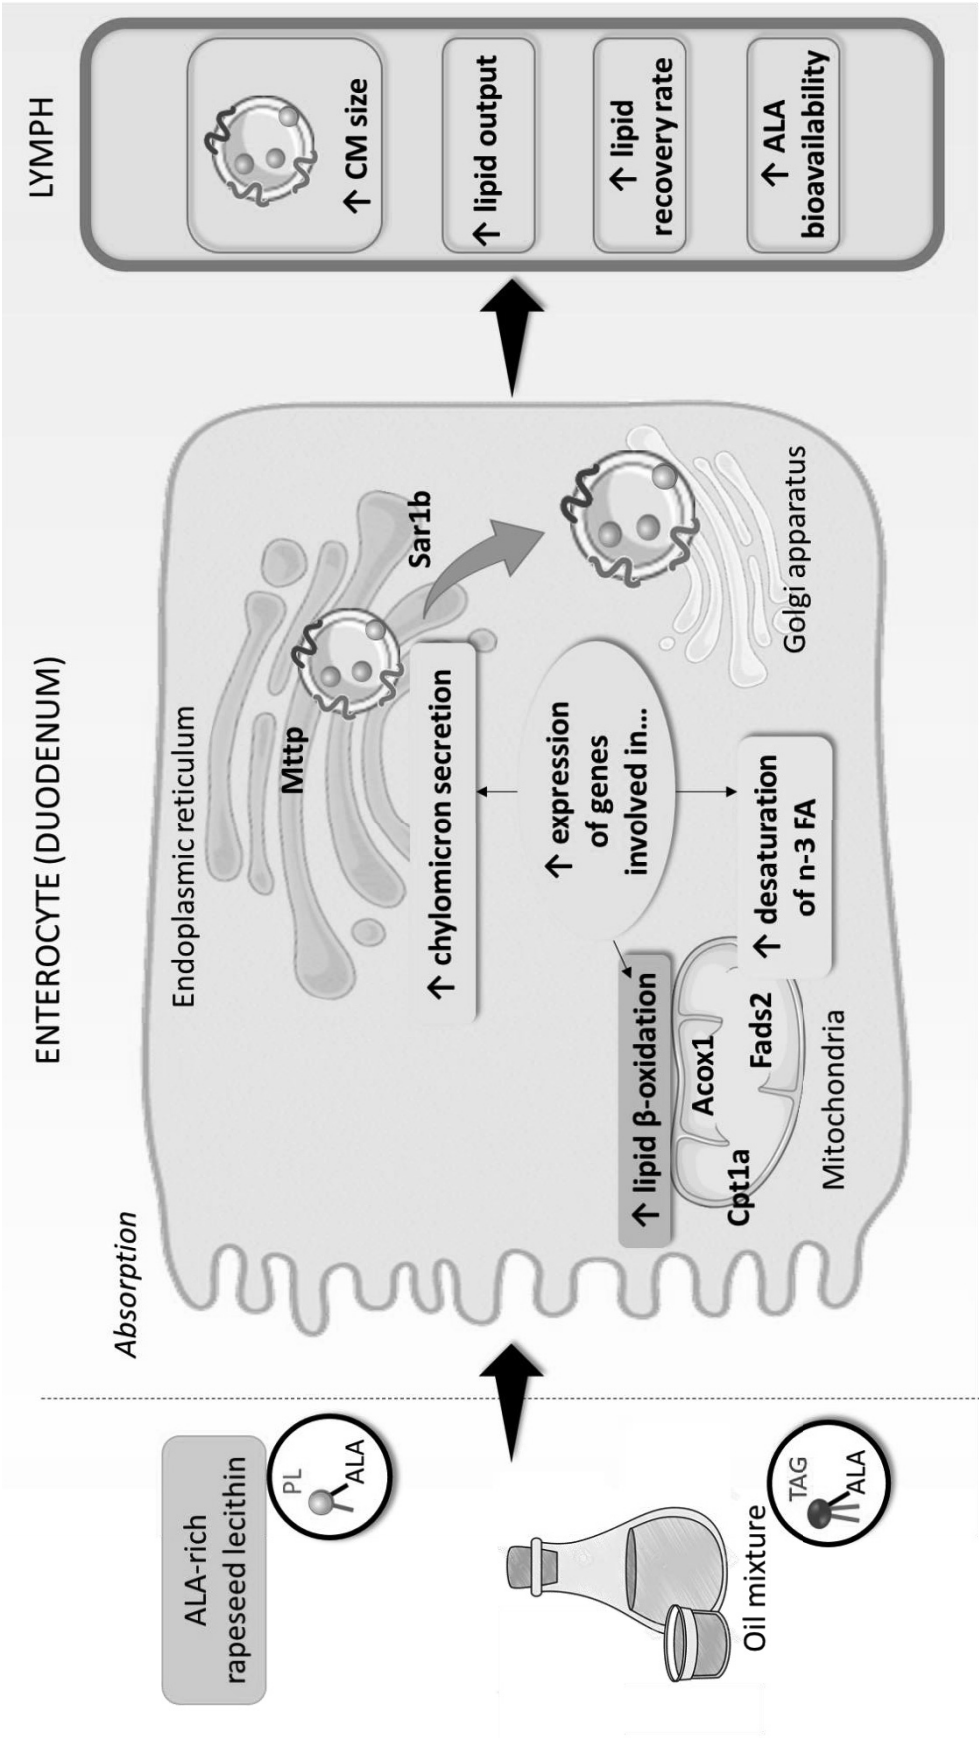 ENTEROCYTE (DUODENUM)
LYMPH
Absorption
ALA-rich
rapeseed lecithin
PL
ALA
Oil mixture
TAG
ALA
Endoplasmic reticulum
Mttp
Sar1b
↑ chylomicron secretion
↑ expression
of genes
involved in...
↑ lipid β-oxidation
Acox1
Cpt1a
Fads2
Mitochondria
↑ desaturation
of n-3 FA
Golgi apparatus
↑ CM size
↑ lipid output
↑ lipid
recovery rate
↑ ALA
bioavailability